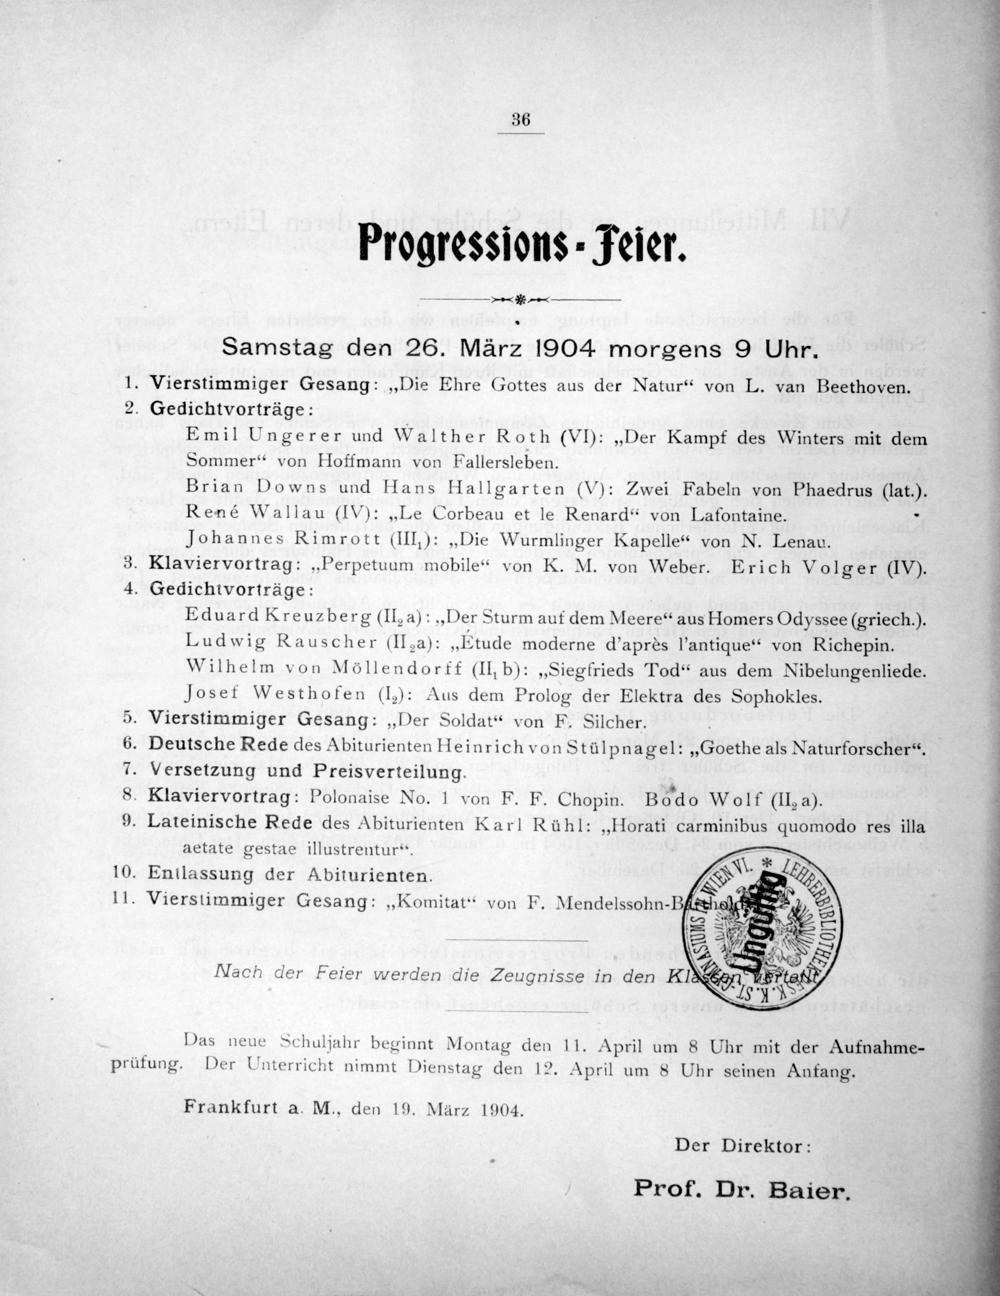 36
Progressions-Feier.
Samstag den 26. März 1904 morgens 9 Uhr.
1. Vierstimmiger Gesang: „Die Ehre Gottes aus der Natur“ von L. van Beethoven.
2. Gedichtvorträge:
Emil Ungerer und Walther Roth (VI): „Der Kampf des Winters mit dem
Sommer“ von Hoffmann von Fallersleben.
Brian Downs und Hans Hallgarten (V): Zwei Fabeln von Phaedrus (lat.).
René Wallau (IV): „Le Corbeau et le Renard“ von Lafontaine.
Johannes Rimrott (III₁): „Die Wurmlinger Kapelle“ von N. Lenau.
3. Klaviervortrag: „Perpetuum mobile“ von K. M. von Weber. Erich Volger (IV).
4. Gedichtvorträge:
Eduard Kreuzberg (II₂ a): „Der Sturm auf dem Meere“ aus Homers Odyssee (griech.).
Ludwig Rauscher (II₂a): „Étude moderne d'après l'antique“ von Richepin.
Wilhelm von Möllendorff (II₁ b): „Siegfrieds Tod“ aus dem Nibelungenliede.
Josef Westhofen (I₂): Aus dem Prolog der Elektra des Sophokles.
5. Vierstimmiger Gesang: „Der Soldat“ von F. Silcher.
6. Deutsche Rede des Abiturienten Heinrich von Stülpnagel: „Goethe als Naturforscher“.
7. Versetzung und Preisverteilung.
8. Klaviervortrag: Polonaise No. 1 von F. F. Chopin. Bodo Wolf (II₂ a).
9. Lateinische Rede des Abiturienten Karl Rühl: „Horati carminibus quomodo res illa
aetate gestae illustrentur“.
10. Entlassung der Abiturienten.
11. Vierstimmiger Gesang: „Komitat“ von F. Mendelssohn-Bartholdy.
LEHRERBIBLIOTHEK DES K. K. ST.-GYMNASIUMS IN WIEN VI. *
Ungültig
Nach der Feier werden die Zeugnisse in den Klassen verteilt.
Das neue Schuljahr beginnt Montag den 11. April um 8 Uhr mit der Aufnahme-
prüfung. Der Unterricht nimmt Dienstag den 12. April um 8 Uhr seinen Anfang.
Frankfurt a. M., den 19. März 1904.
Der Direktor:
Prof. Dr. Baier.